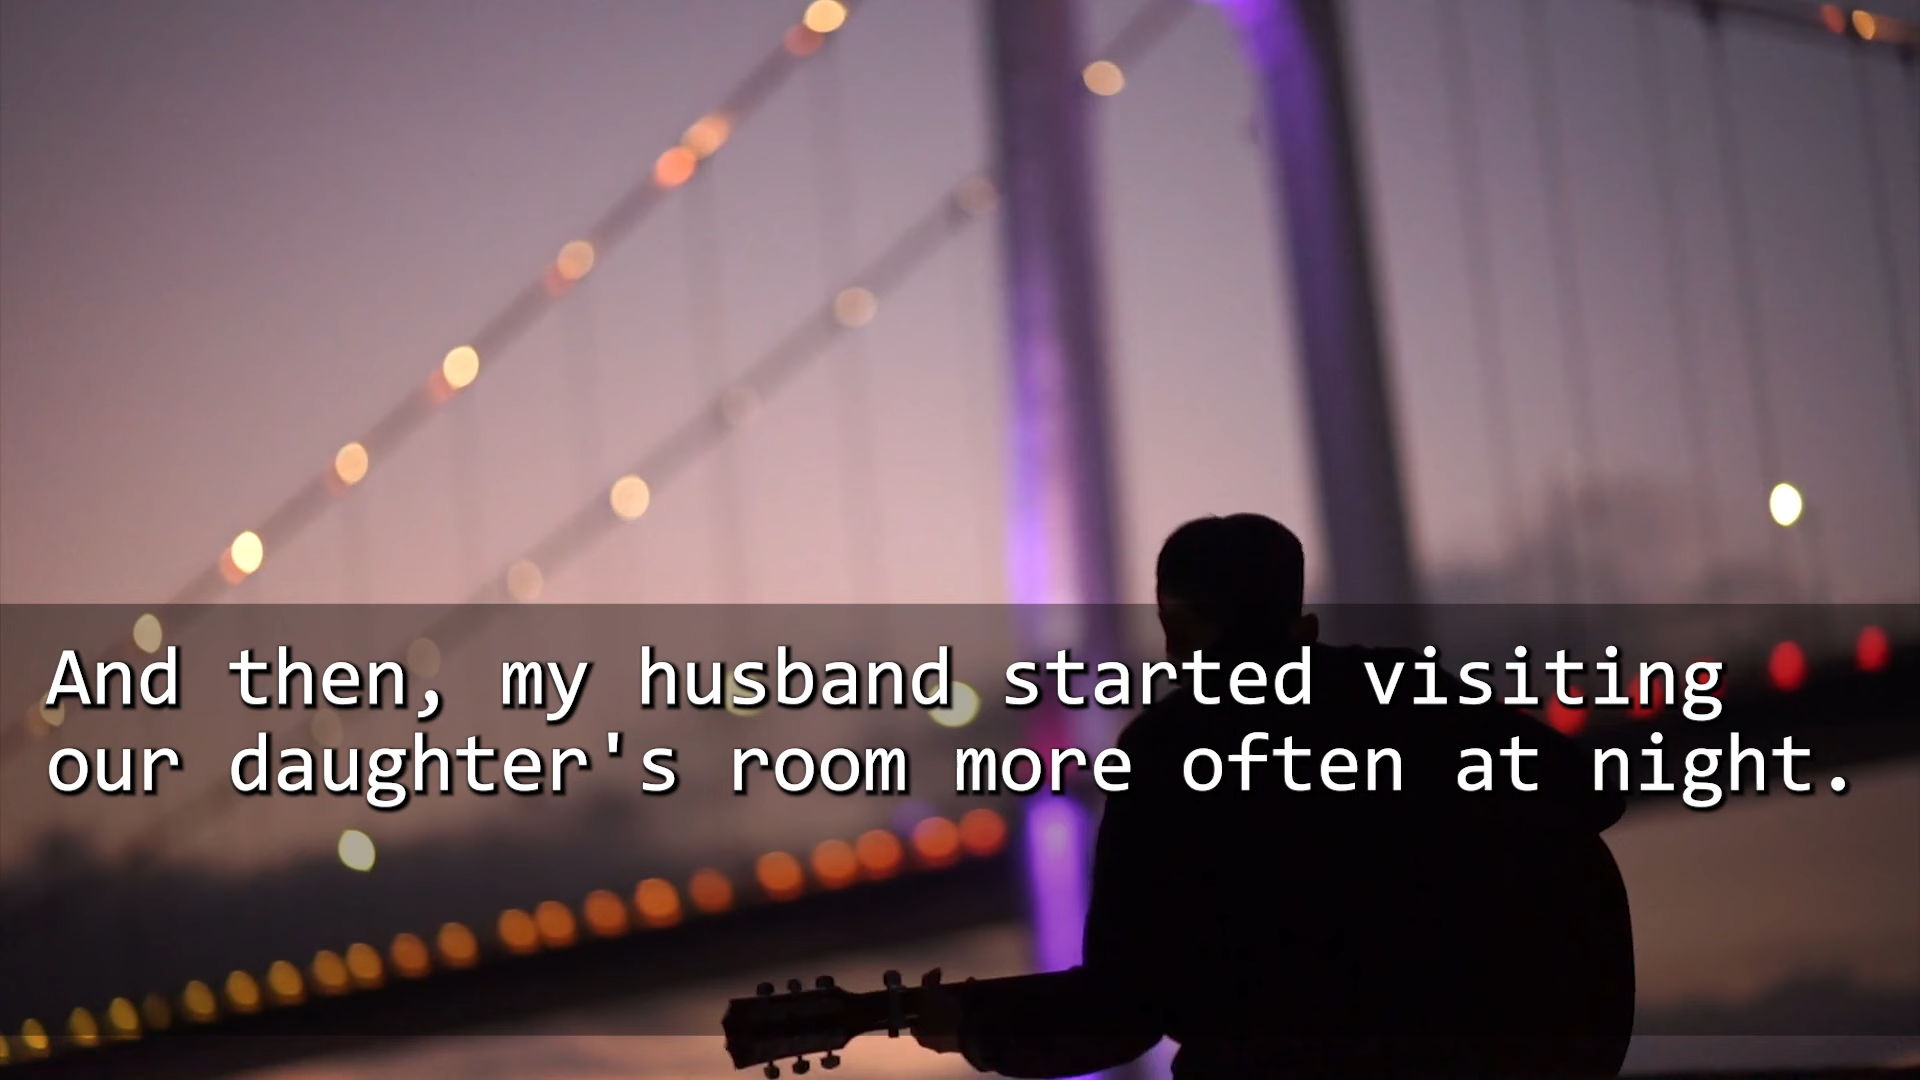 And then, my husband started visiting
our daughter's room more often at night.